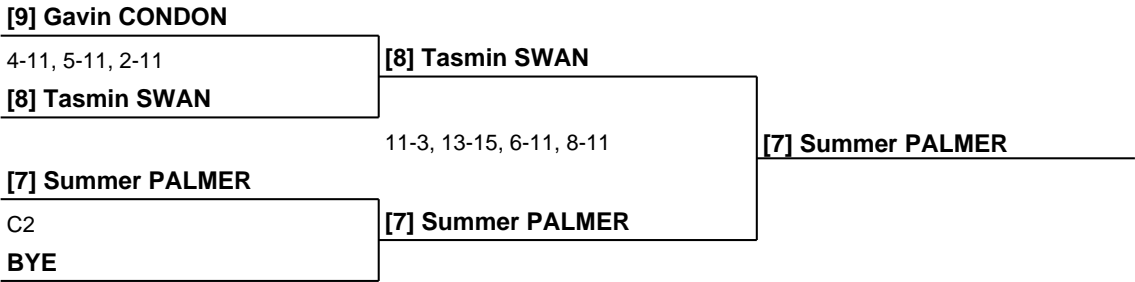 [9] Gavin CONDON
4-11, 5-11, 2-11
[8] Tasmin SWAN
[8] Tasmin SWAN
11-3, 13-15, 6-11, 8-11
[7] Summer PALMER
[7] Summer PALMER
C2
[7] Summer PALMER
BYE